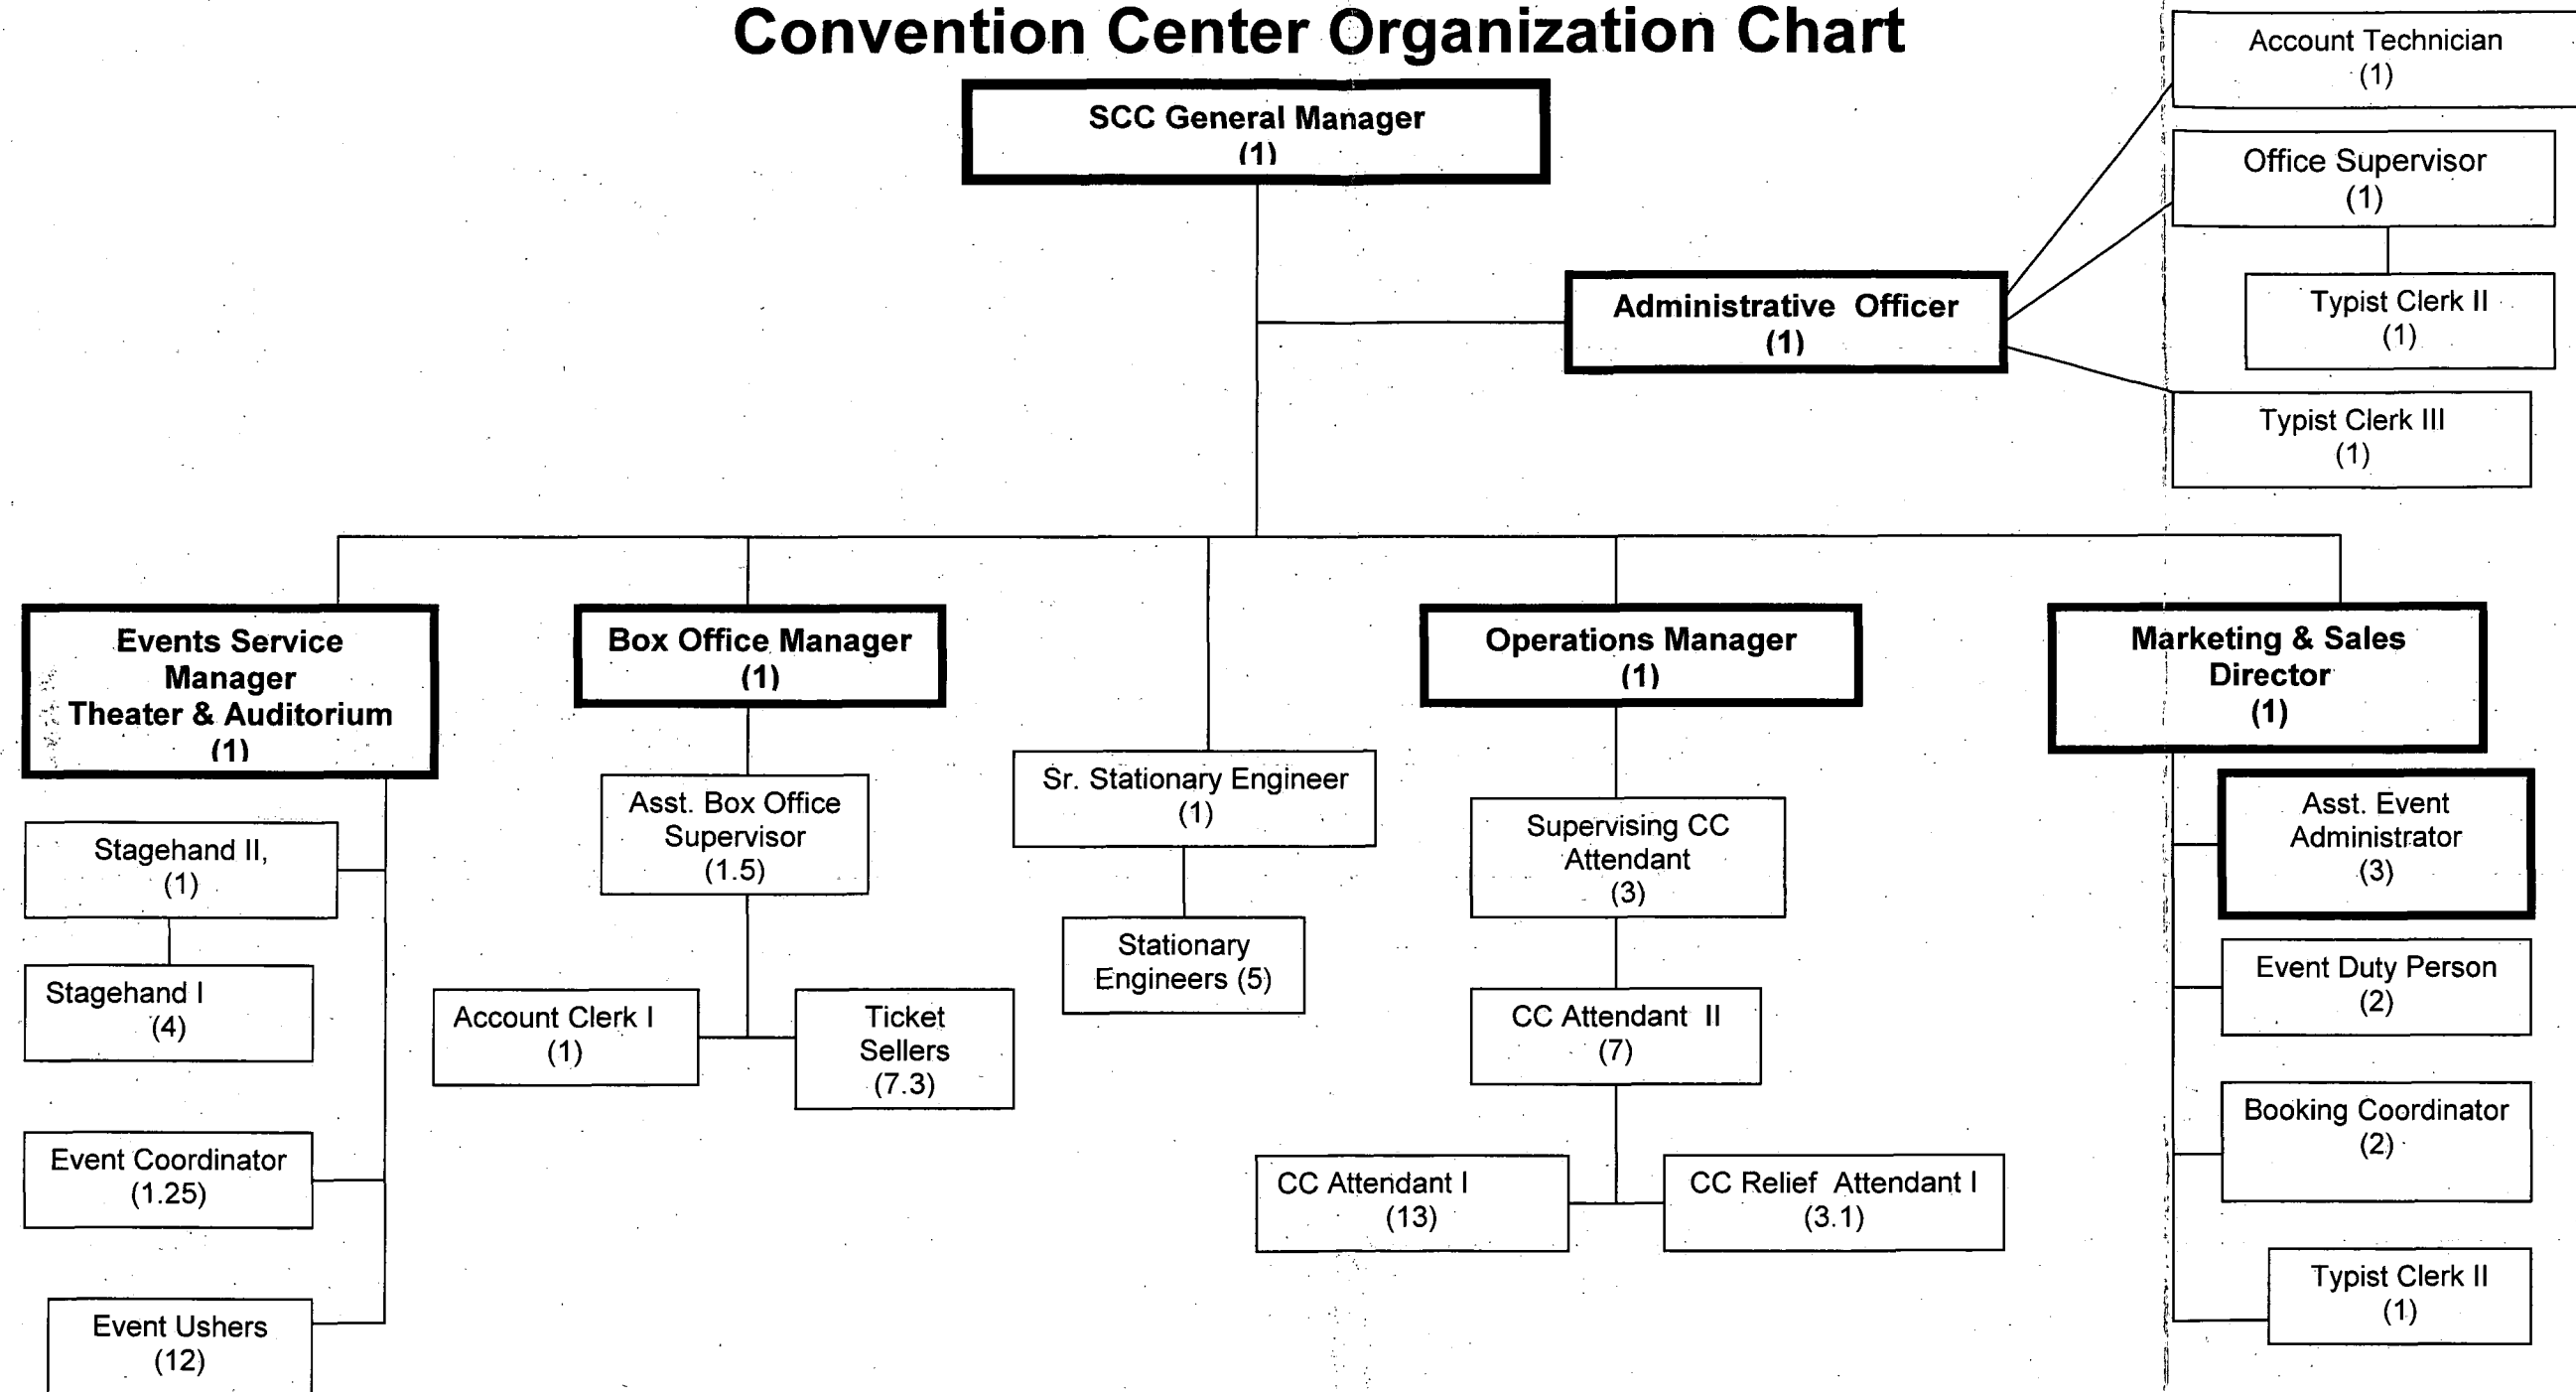 Convention Center Organization Chart
SCC General Manager
(1)
Account Technician
(1)
Office Supervisor
(1)
Administrative Officer
(1)
Typist Clerk II
(1)
Typist Clerk III
(1)
Events Service
Manager
Theater & Auditorium
(1)
Box Office Manager
(1)
Operations Manager
(1)
Marketing & Sales
Director
(1)
Stagehand II,
(1)
Stagehand I
(4)
Event Coordinator
(1.25)
Event Ushers
(12)
Asst. Box Office
Supervisor
(1.5)
Account Clerk I
(1)
Ticket
Sellers
(7.3)
Sr. Stationary Engineer
(1)
Stationary
Engineers (5)
Supervising CC
Attendant
(3)
CC Attendant II
(7)
CC Attendant I
(13)
CC Relief Attendant I
(3.1)
Asst. Event
Administrator
(3)
Event Duty Person
(2)
Booking Coordinator
(2)
Typist Clerk II
(1)